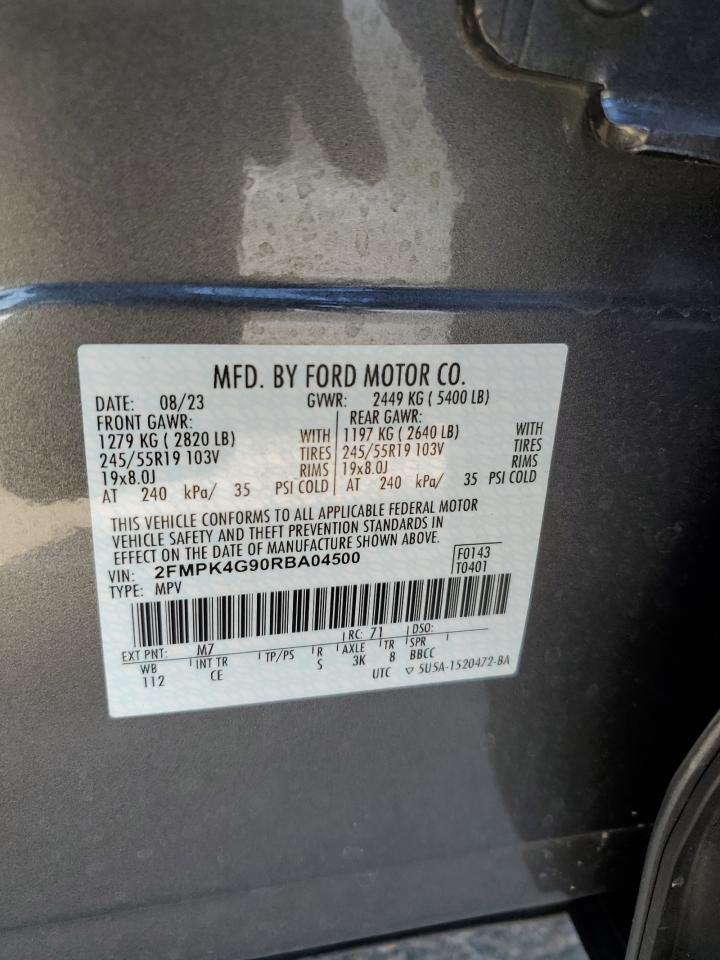 MFD. BY FORD MOTOR CO.
DATE: 08/23 GVWR: 2449 KG ( 5400 LB)
FRONT GAWR: REAR GAWR:
1279 KG ( 2820 LB) WITH 1197 KG ( 2640 LB) WITH
245/55R19 103V TIRES 245/55R19 103V TIRES
19x8.0J RIMS 19x8.0J RIMS
AT 240 kPa/ 35 PSI COLD AT 240 kPa/ 35 PSI COLD
THIS VEHICLE CONFORMS TO ALL APPLICABLE FEDERAL MOTOR
VEHICLE SAFETY AND THEFT PREVENTION STANDARDS IN
EFFECT ON THE DATE OF MANUFACTURE SHOWN ABOVE.
VIN: 2FMPK4G90RBA04500 F0143
TYPE: MPV T0401
EXT PNT: M7 RC: 71 DSO:
WB INT TR TP/PS R AXLE TR SPR
112 CE S 3K 8 BBCC
UTC ▽ 5U5A-1520472-BA